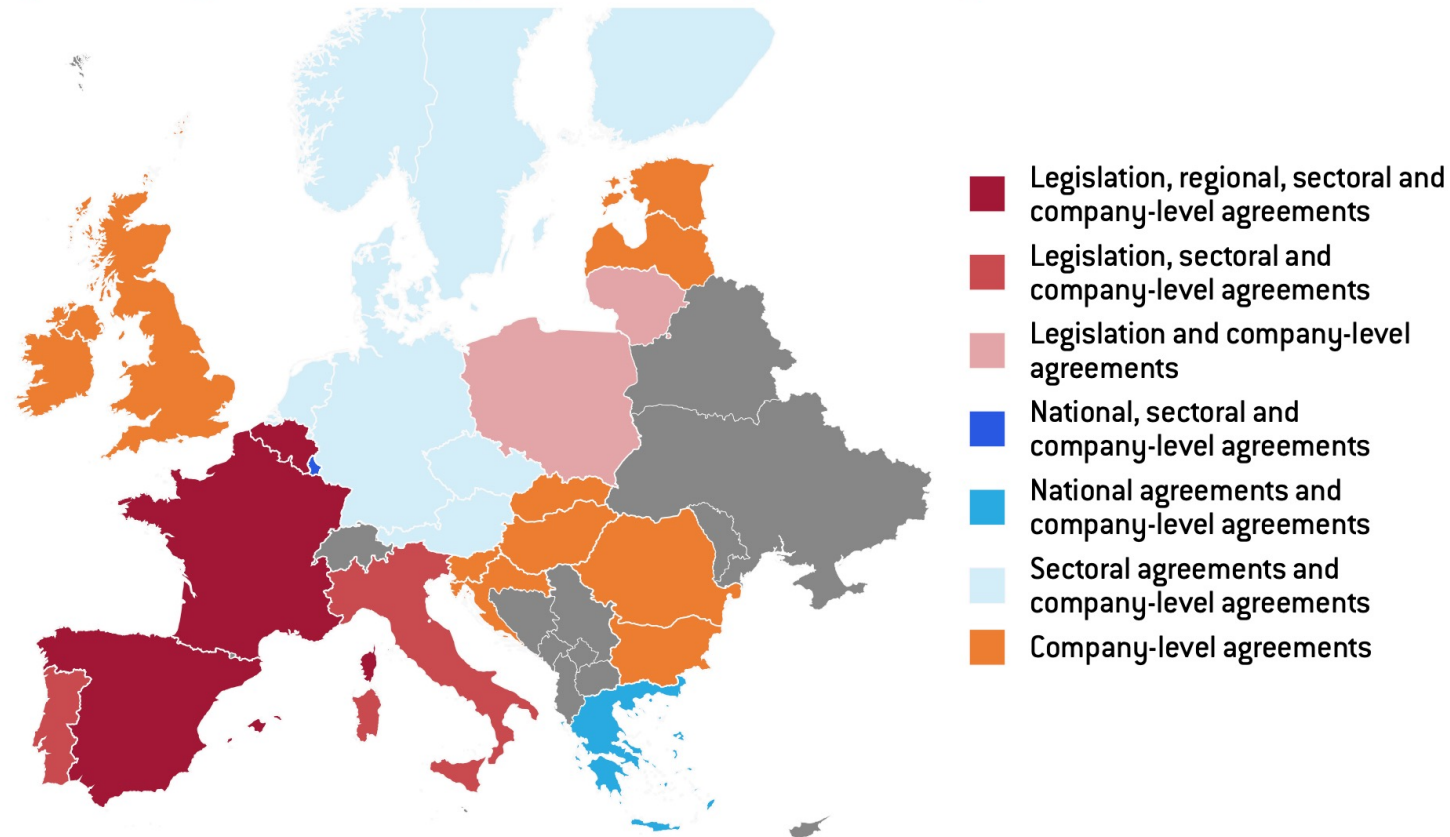 Legislation, regional, sectoral and
company-level agreements
Legislation, sectoral and
company-level agreements
Legislation and company-level
agreements
National, sectoral and
company-level agreements
National agreements and
company-level agreements
Sectoral agreements and
company-level agreements
Company-level agreements